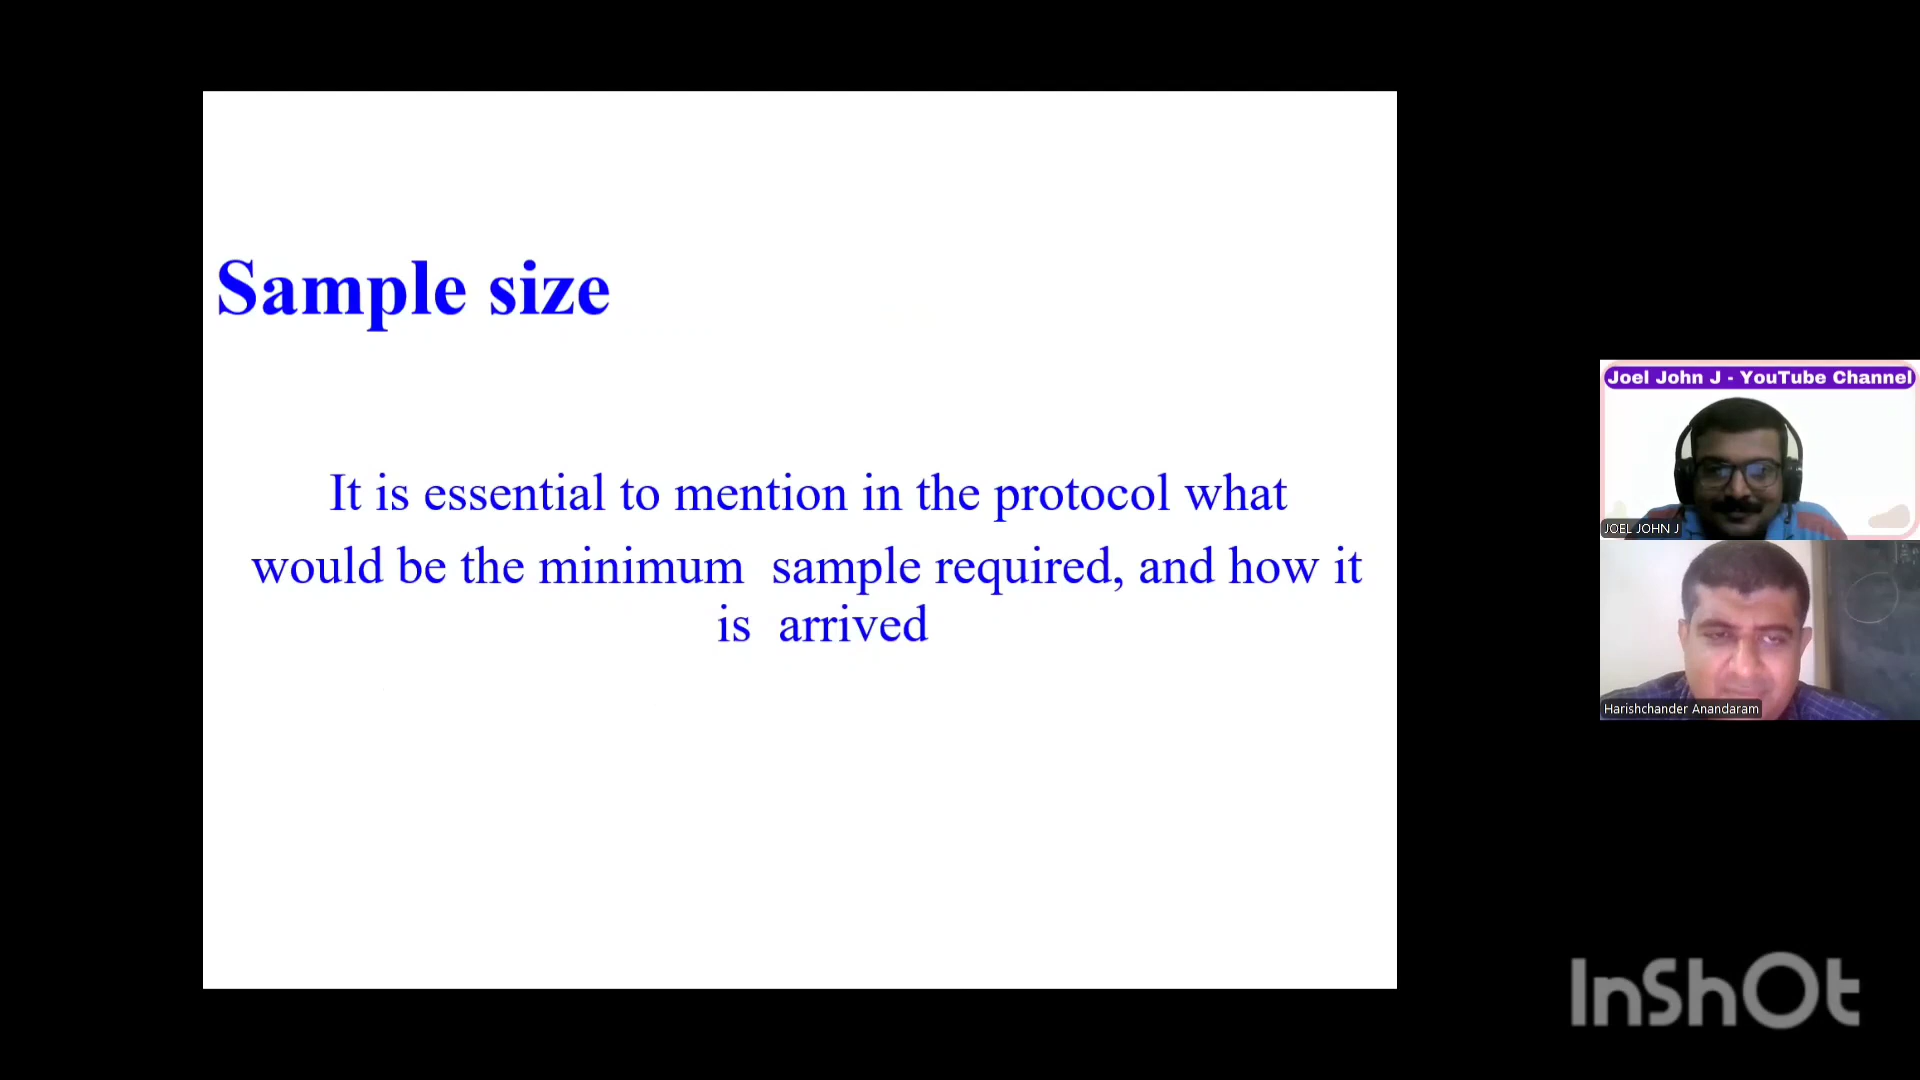 Sample size
It is essential to mention in the protocol what
would be the minimum sample required, and how it
is arrived
Joel John J - YouTube Channel
JOEL JOHN J
Harishchander Anandaram
InShOt